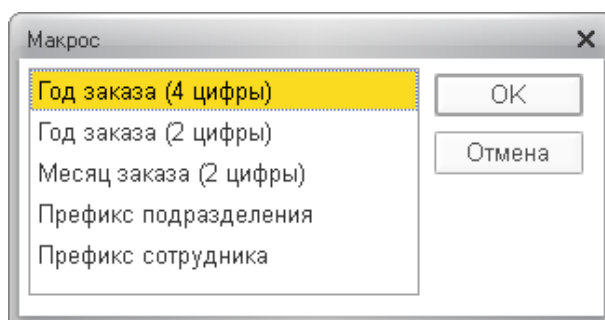 Макрос
Год заказа (4 цифры)
Год заказа (2 цифры)
Месяц заказа (2 цифры)
Префикс подразделения
Префикс сотрудника
OK
Отмена